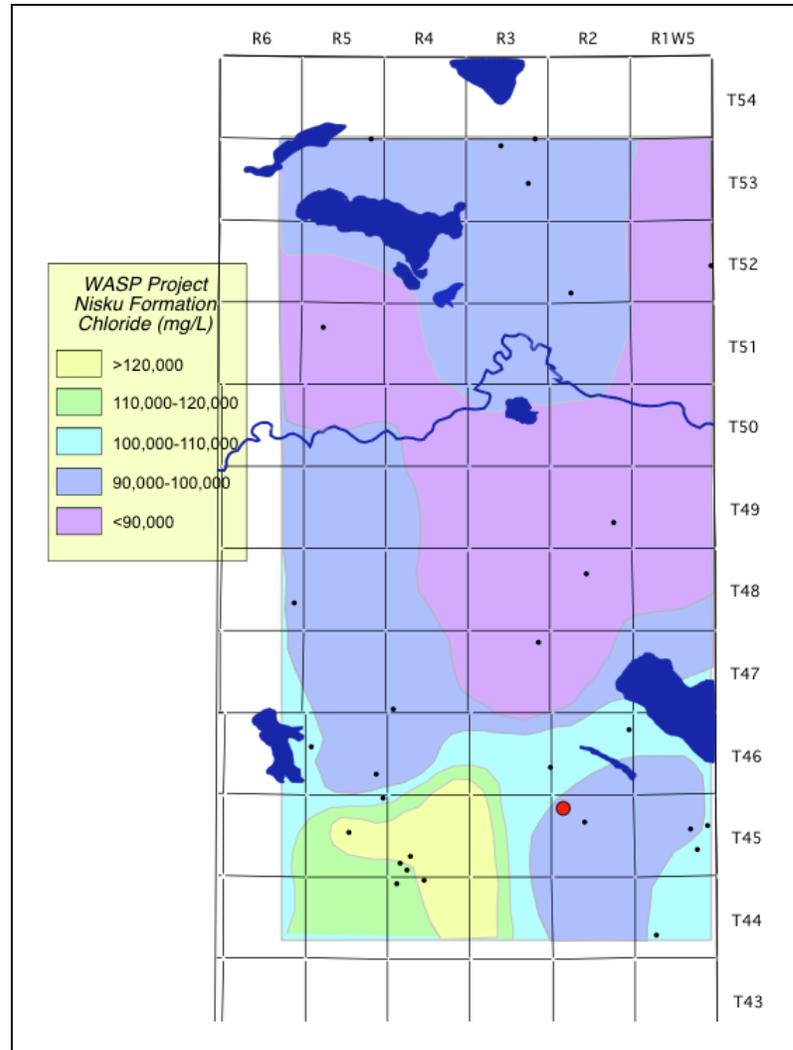 R6 R5 R4 R3 R2 R1W5
T54
T53
T52
WASP Project
Nisku Formation
Chloride (mg/L)
T51
>120,000
110,000-120,000
T50
100,000-110,000
90,000-100,000
T49
<90,000
T48
T47
T46
T45
T44
T43